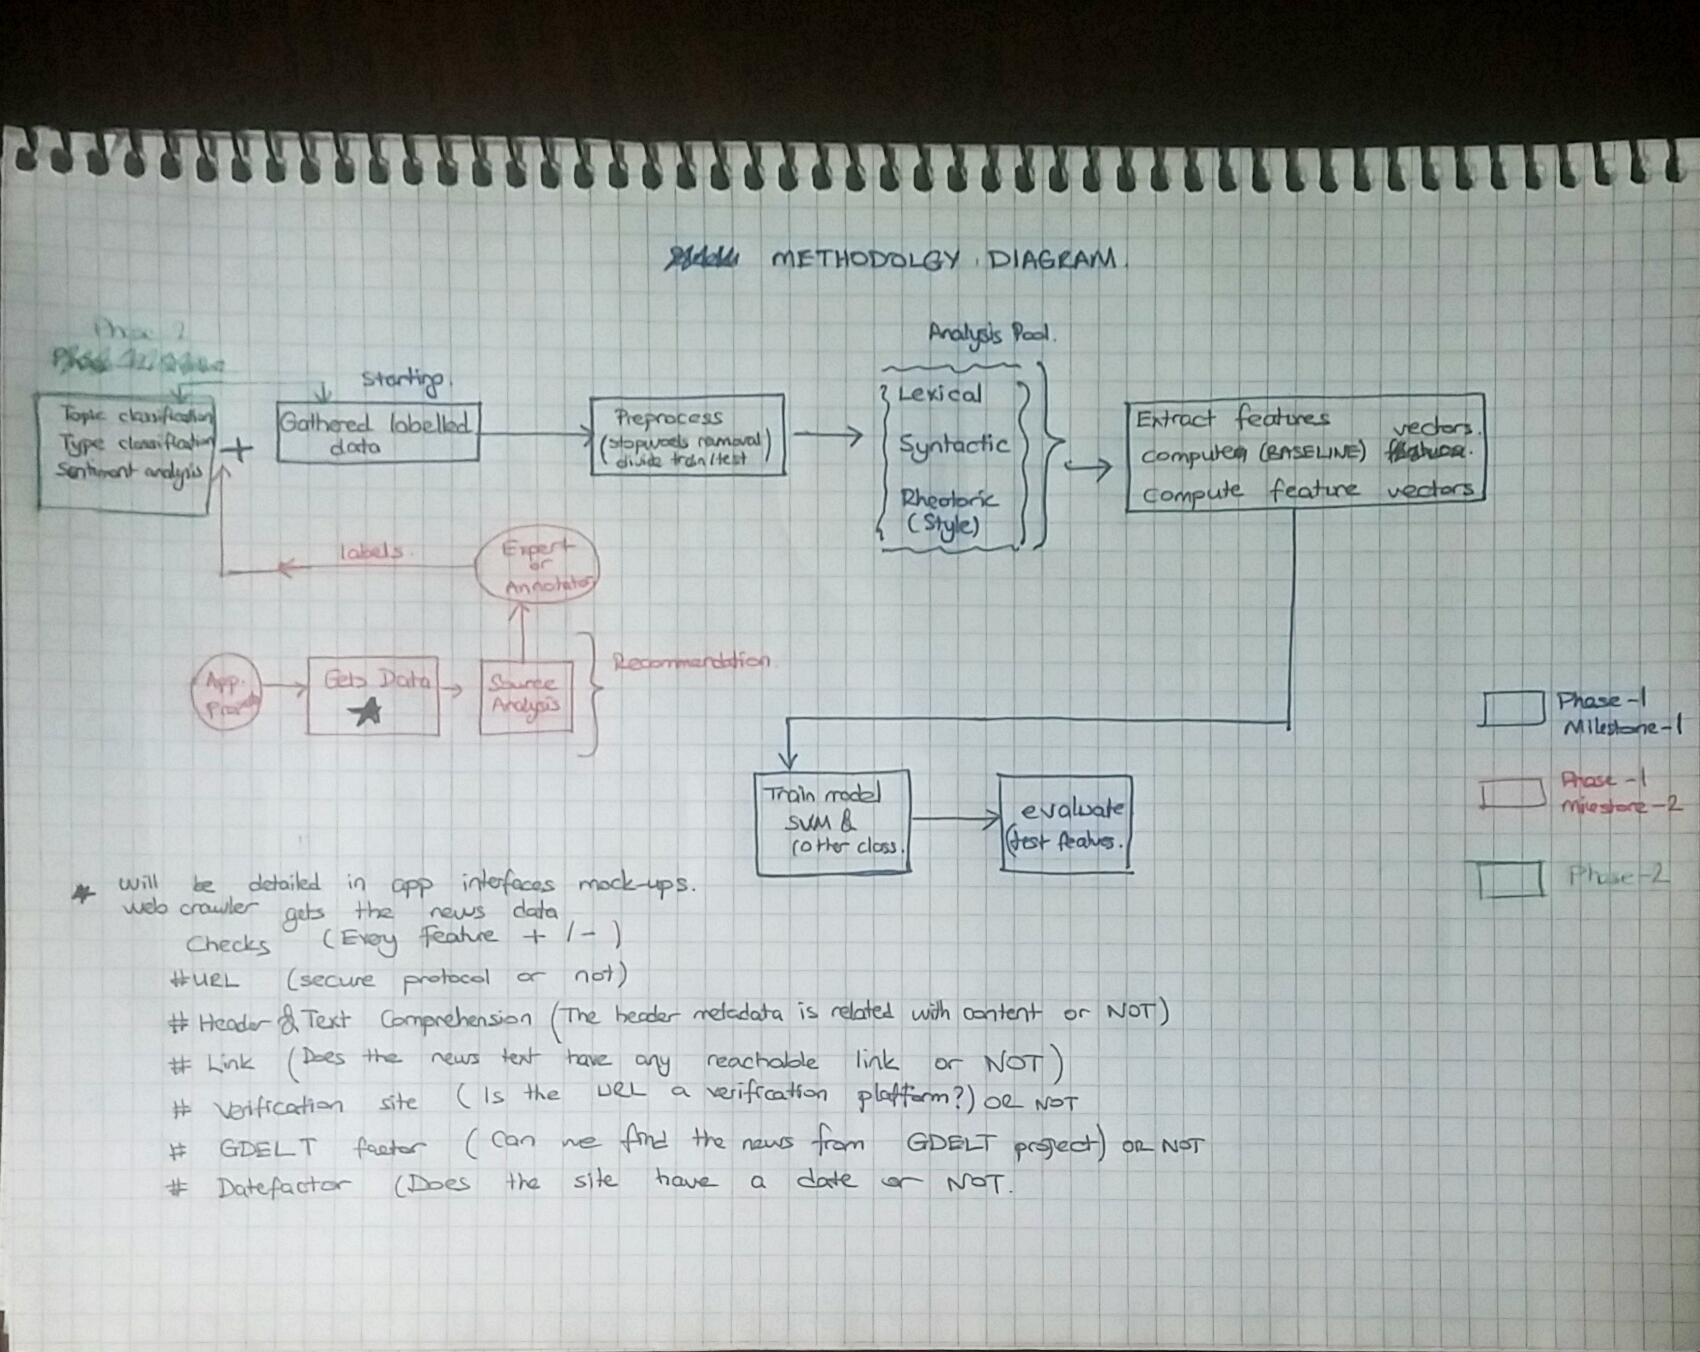 METHODOLGY DIAGRAM.
Phase 2
Topic classification
Type classification
Sentiment analysis
+
Starting.
Gathered labelled
data
Preprocess
(stopwords removal)
divide train/test
Analysis Pool.
Lexical
Syntactic
Rheotoric
(Style)
Extract features
vectors.
compute (BASELINE)
compute feature vectors
labels.
Expert
or
Annotator
App.
Gets Data
Source
Analysis
Recommendation
Train model
SVM &
(other class.
evaluate
(test features.
Phase-1
Milestone-1
Phase-1
milestone-2
Phase-2
* will be detailed in app interfaces mock-ups.
web crawler gets the news data
Checks (Every feature + / - )
#URL (secure protocol or not)
# Header & Text Comprehension (The header metadata is related with content or NOT)
# Link (Does the news text have any reachable link or NOT)
# Verification site ( Is the URL a verification platform?) OR NOT
# GDELT factor ( Can we find the news from GDELT project) OR NOT
# Datefactor (Does the site have a date or NOT.